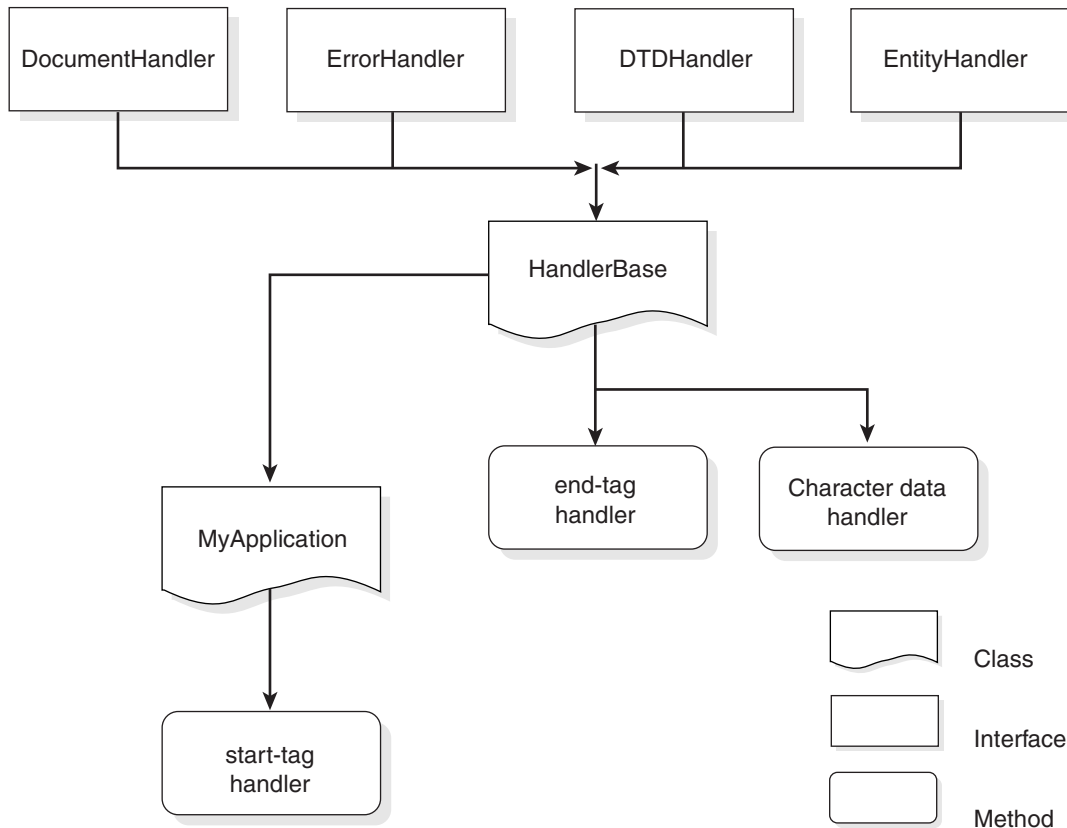 DocumentHandler
ErrorHandler
DTDHandler
EntityHandler
HandlerBase
end-tag
handler
Character data
handler
MyApplication
start-tag
handler
Class
Interface
Method